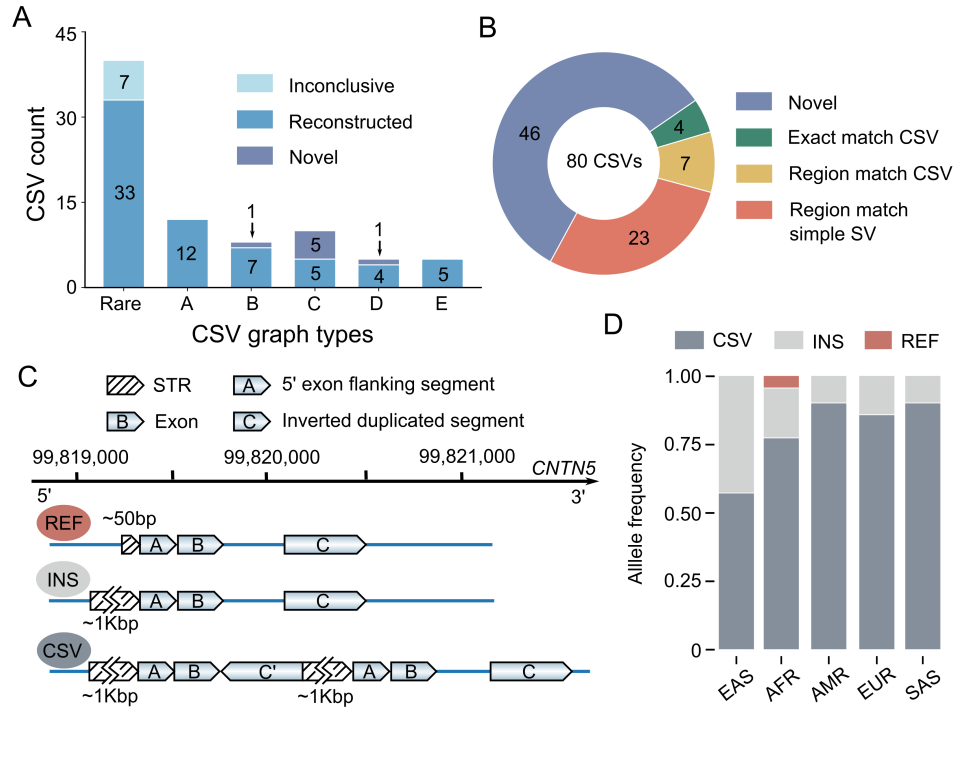 A
CSV count
45
30
15
0
7
33
12
1
7
5
5
1
4
5
Inconclusive
Reconstructed
Novel
Rare A B C D E
CSV graph types
B
46
4
7
23
80 CSVs
Novel
Exact match CSV
Region match CSV
Region match
simple SV
C
STR
A 5' exon flanking segment
B Exon
C Inverted duplicated segment
99,819,000 99,820,000 99,821,000 CNTN5
5' 3'
REF ~50bp
A B C
INS
A B C
~1Kbp
CSV
A B C' A B C
~1Kbp ~1Kbp
D
CSV INS REF
Alllele frequency
1.00
0.75
0.50
0.25
0
EAS AFR AMR EUR SAS